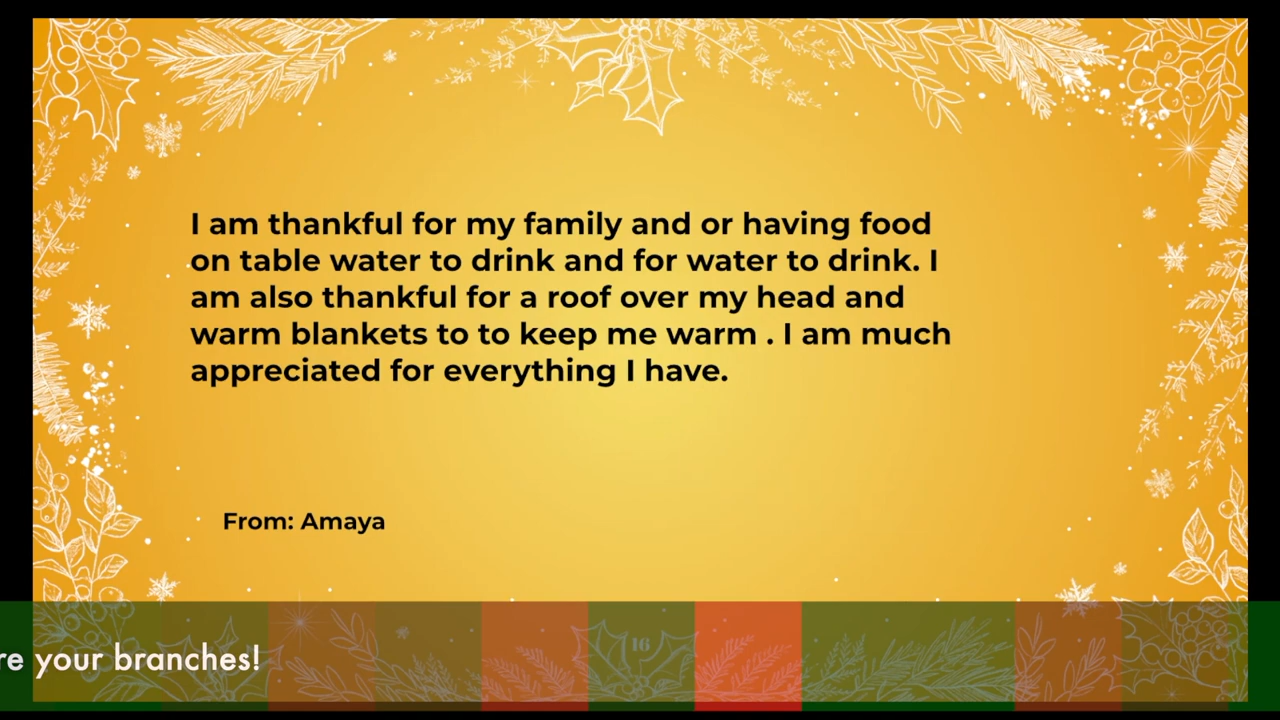 I am thankful for my family and or having food
on table water to drink and for water to drink. I
am also thankful for a roof over my head and
warm blankets to to keep me warm . I am much
appreciated for everything I have.
From: Amaya
16
your branches!